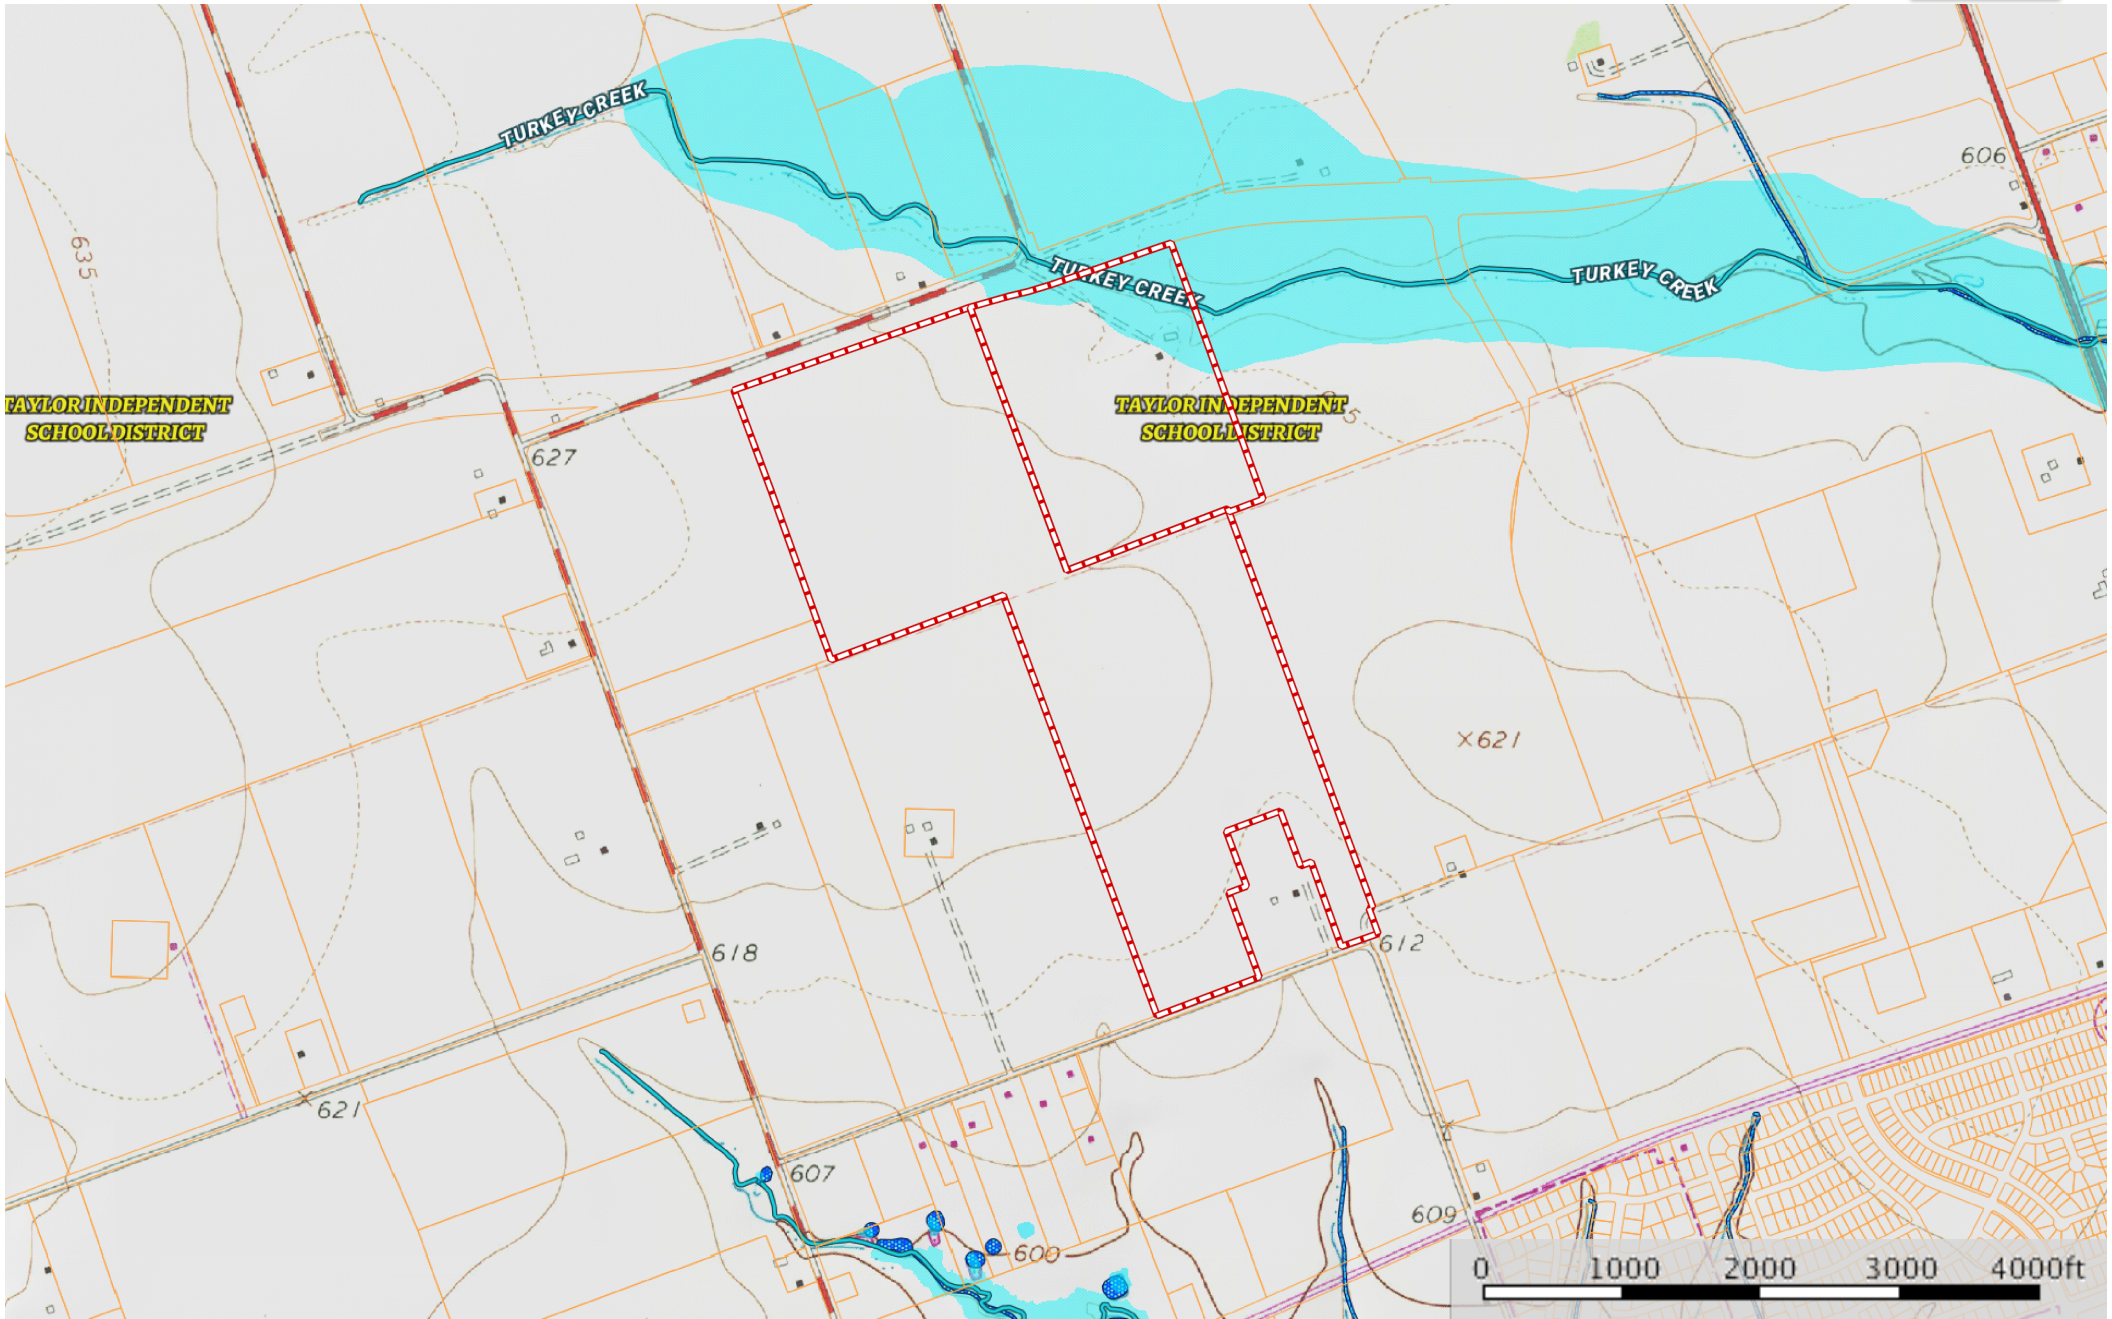 TURKEY CREEK
606
635
TURKEY CREEK
TURKEY CREEK
TAYLOR INDEPENDENT
SCHOOL DISTRICT
TAYLOR INDEPENDENT
SCHOOL DISTRICT
627
×621
618
612
621
607
609
600
0 1000 2000 3000 4000ft